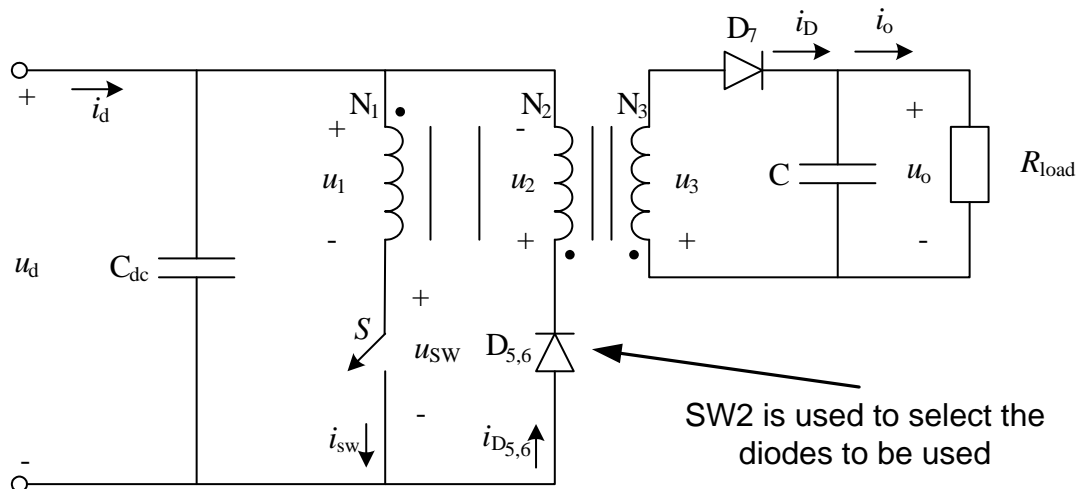 D7
iD
io
+
id
N1
N2
N3
+
-
+
u1
u2
u3
C
uo
Rload
-
+
+
-
ud
Cdc
+
S
uSW
D5,6
-
SW2 is used to select the
diodes to be used
isw
iD5,6
-